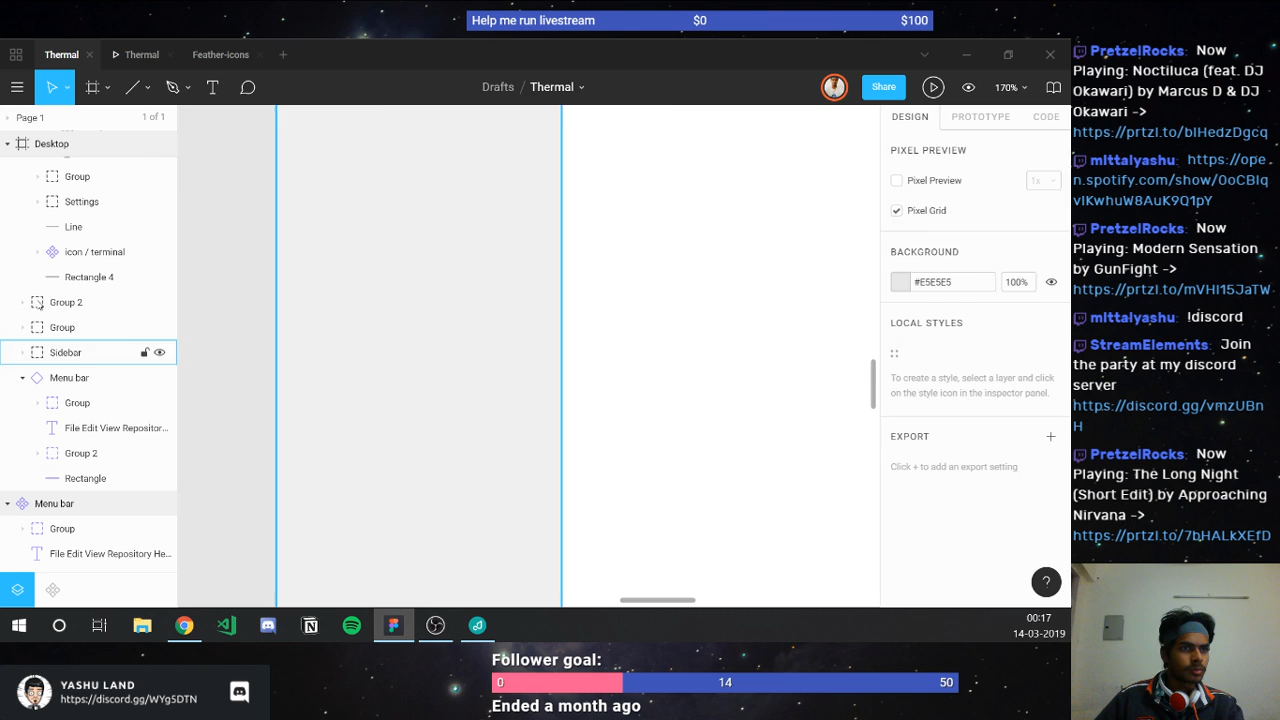 Help me run livestream $0 $100
Thermal
Thermal
Feather-icons
Drafts / Thermal
Share
170%
Page 1
1 of 1
Desktop
Group
Settings
Line
icon / terminal
Rectangle 4
Group 2
Group
Sidebar
Menu bar
Group
File Edit View Repositor...
Group 2
Rectangle
Menu bar
Group
File Edit View Repository He...
DESIGN PROTOTYPE CODE
PIXEL PREVIEW
Pixel Preview 1x
Pixel Grid
BACKGROUND
#E5E5E5 100%
LOCAL STYLES
To create a style, select a layer and click
on the style icon in the inspector panel.
EXPORT +
Click + to add an export setting
?
00:17
14-03-2019
PretzelRocks: Now
Playing: Noctiluca (feat. DJ
Okawari) by Marcus D & DJ
Okawari ->
https://prtzl.to/blHedzDgcq
mittalyashu: https://ope
n.spotify.com/show/0oCBlq
vlKwhuW8AuK9Q1pY
PretzelRocks: Now
Playing: Modern Sensation
by GunFight ->
https://prtzl.to/mVHl15JaTW
mittalyashu: !discord
StreamElements: Join
the party at my discord
server
https://discord.gg/vmzUBn
H
PretzelRocks: Now
Playing: The Long Night
(Short Edit) by Approaching
Nirvana ->
https://prtzl.to/7bHALkXEfD
YASHU LAND
https://discord.gg/WYg5DTN
Follower goal:
0 14 50
Ended a month ago